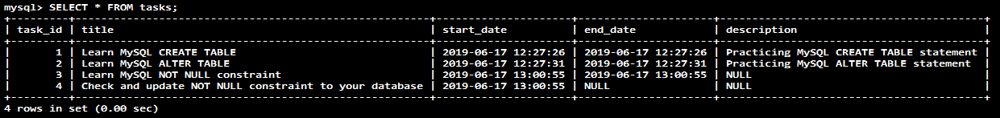 mysql> SELECT * FROM tasks;
+---------+----------------------------------------------------+---------------------+---------------------+-----------------------------------------+
| task_id | title                                              | start_date          | end_date            | description                             |
+---------+----------------------------------------------------+---------------------+---------------------+-----------------------------------------+
|       1 | Learn MySQL CREATE TABLE                           | 2019-06-17 12:27:26 | 2019-06-17 12:27:26 | Practicing MySQL CREATE TABLE statement |
|       2 | Learn MySQL ALTER TABLE                            | 2019-06-17 12:27:31 | 2019-06-17 12:27:31 | Practicing MySQL ALTER TABLE statement  |
|       3 | Learn MySQL NOT NULL constraint                    | 2019-06-17 13:00:55 | 2019-06-17 13:00:55 | NULL                                    |
|       4 | Check and update NOT NULL constraint to your database | 2019-06-17 13:00:55 | NULL                | NULL                                    |
+---------+----------------------------------------------------+---------------------+---------------------+-----------------------------------------+
4 rows in set (0.00 sec)